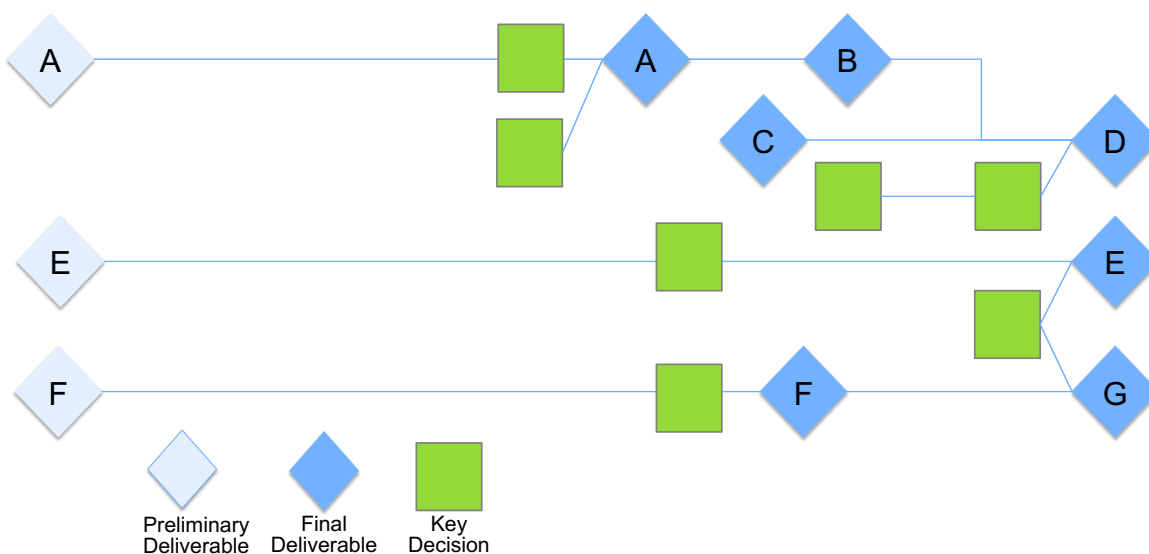 A
A
B
C
D
E
E
F
F
G
Preliminary
Deliverable
Final
Deliverable
Key
Decision